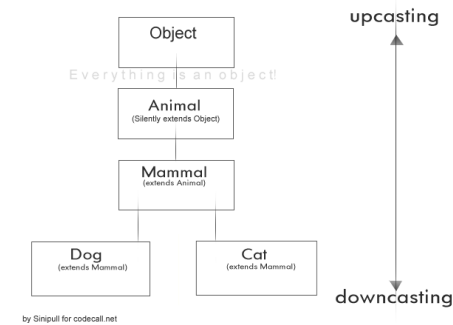 upcasting
Object
Everything is an object!
Animal
(Silently extends Object)
Mammal
(extends Animal)
Dog
(extends Mammal)
Cat
(extends Mammal)
downcasting
by Sinipull for codecall.net